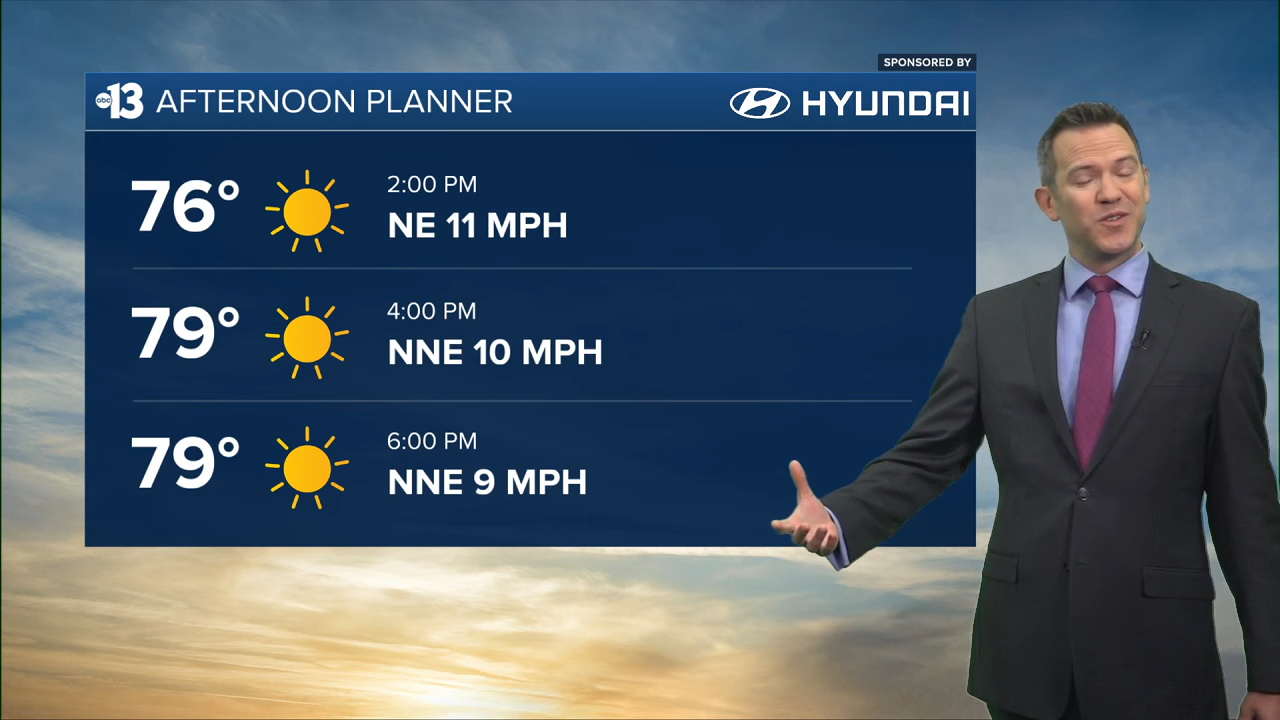 SPONSORED BY
abc 13 AFTERNOON PLANNER
HYUNDAI
76°
2:00 PM
NE 11 MPH
79°
4:00 PM
NNE 10 MPH
79°
6:00 PM
NNE 9 MPH